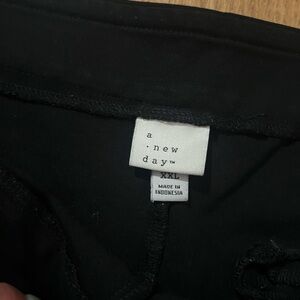 a
· new
day™
XXL
MADE IN
INDONESIA